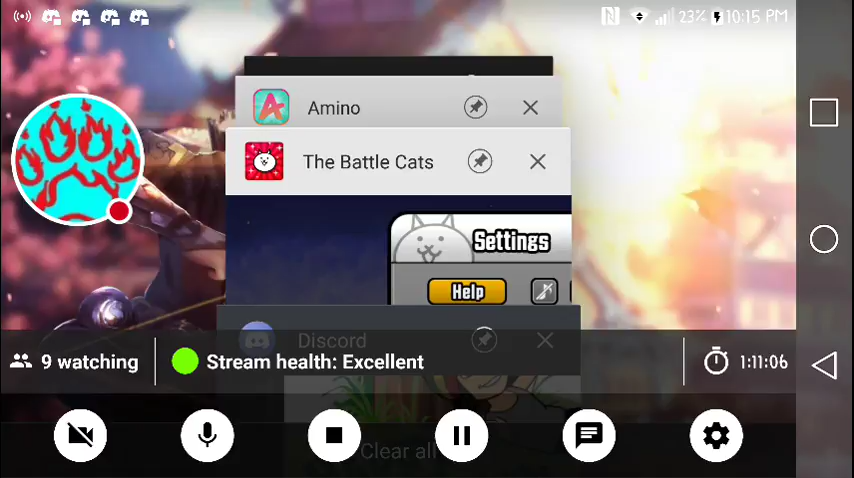 23% 10:15 PM
Amino
The Battle Cats
Settings
Help
Discord
9 watching
Stream health: Excellent
1:11:06
Clear all